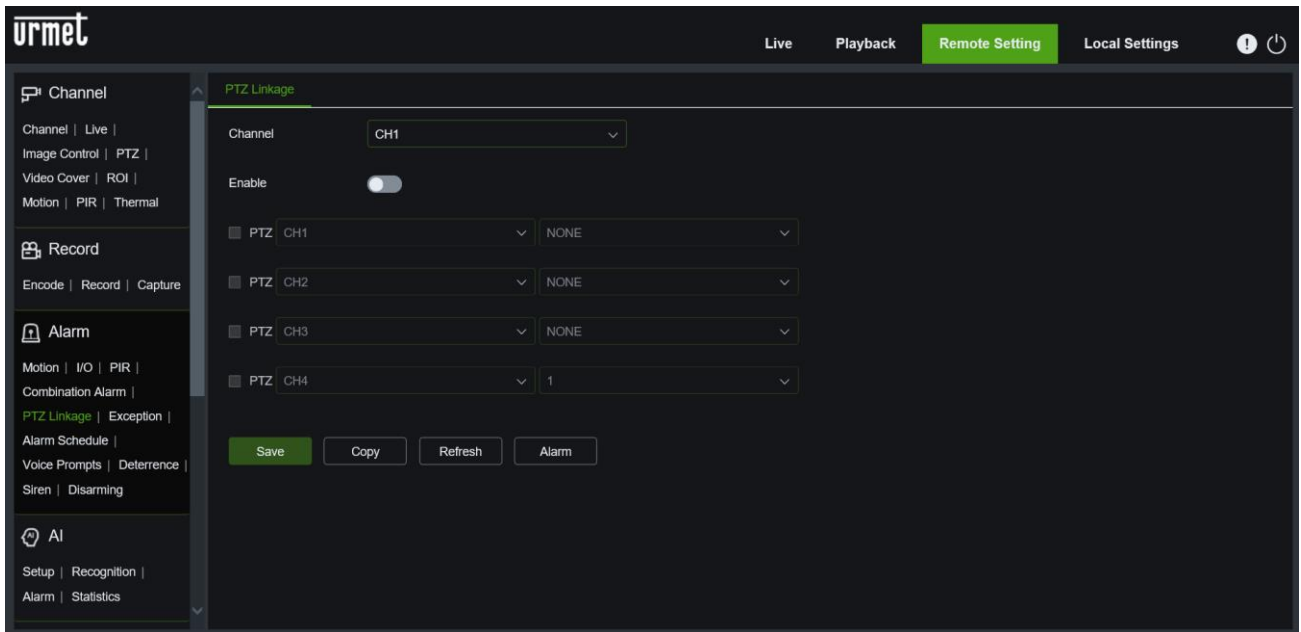 urmet
Live Playback Remote Setting Local Settings
Channel
Channel | Live |
Image Control | PTZ |
Video Cover | ROI |
Motion | PIR | Thermal
Record
Encode | Record | Capture
Alarm
Motion | I/O | PIR |
Combination Alarm |
PTZ Linkage | Exception |
Alarm Schedule |
Voice Prompts | Deterrence |
Siren | Disarming
AI
Setup | Recognition |
Alarm | Statistics
PTZ Linkage
Channel CH1
Enable
PTZ CH1 NONE
PTZ CH2 NONE
PTZ CH3 NONE
PTZ CH4 1
Save Copy Refresh Alarm